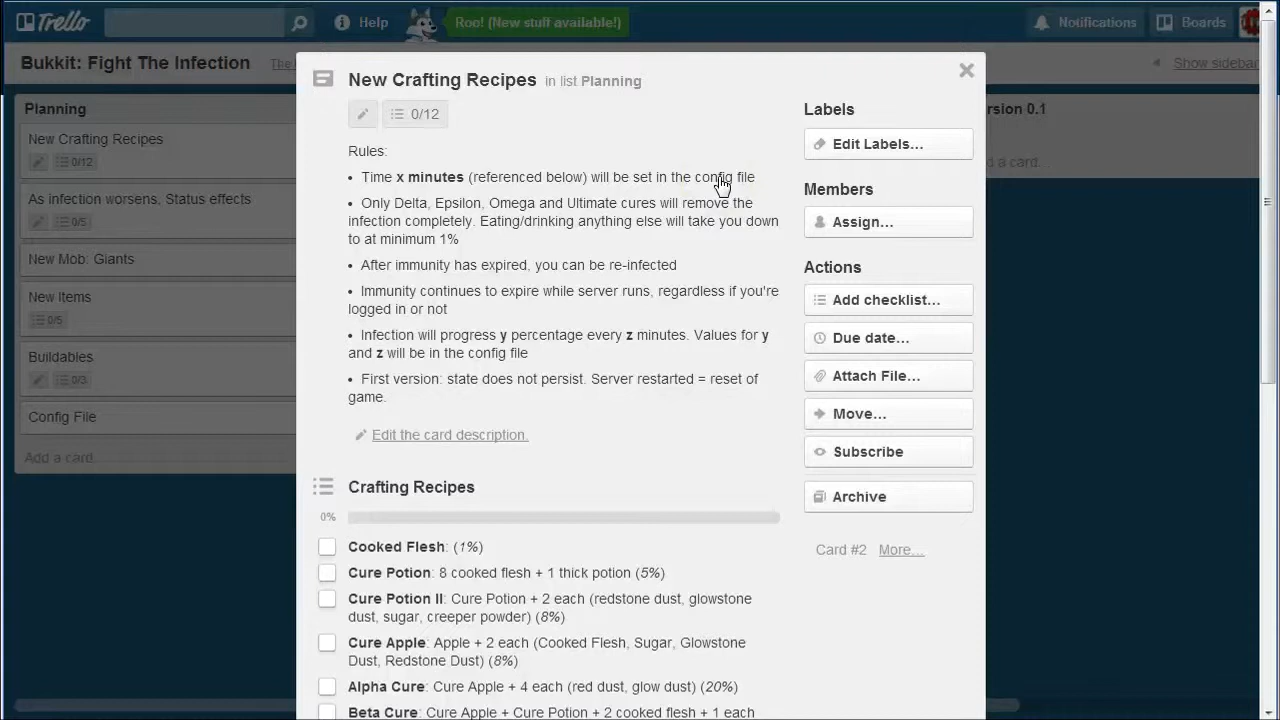 Trello
Help
Roo! (New stuff available!)
Notifications
Boards
Bukkit: Fight The Infection
Show sidebar
Planning
New Crafting Recipes
0/12
As infection worsens, Status effects
0/5
New Mob: Giants
New Items
0/5
Buildables
0/3
Config File
Add a card...
New Crafting Recipes in list Planning
0/12
Rules:
• Time x minutes (referenced below) will be set in the config file
• Only Delta, Epsilon, Omega and Ultimate cures will remove the
infection completely. Eating/drinking anything else will take you down
to at minimum 1%
• After immunity has expired, you can be re-infected
• Immunity continues to expire while server runs, regardless if you're
logged in or not
• Infection will progress y percentage every z minutes. Values for y
and z will be in the config file
• First version: state does not persist. Server restarted = reset of
game.
Edit the card description.
Crafting Recipes
0%
Cooked Flesh: (1%)
Cure Potion: 8 cooked flesh + 1 thick potion (5%)
Cure Potion II: Cure Potion + 2 each (redstone dust, glowstone
dust, sugar, creeper powder) (8%)
Cure Apple: Apple + 2 each (Cooked Flesh, Sugar, Glowstone
Dust, Redstone Dust) (8%)
Alpha Cure: Cure Apple + 4 each (red dust, glow dust) (20%)
Beta Cure: Cure Apple + Cure Potion + 2 cooked flesh + 1 each
Labels
Edit Labels...
Members
Assign...
Actions
Add checklist...
Due date...
Attach File...
Move...
Subscribe
Archive
Card #2 More...
ersion 0.1
d a card...